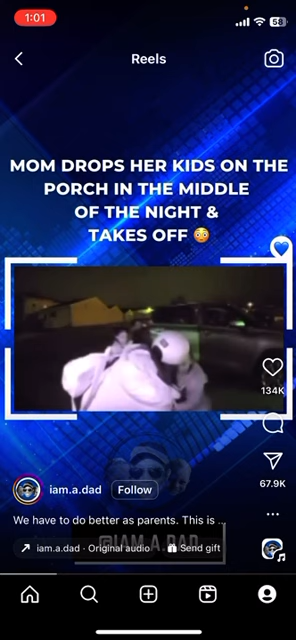 1:01
58
Reels
MOM DROPS HER KIDS ON THE
PORCH IN THE MIDDLE
OF THE NIGHT &
TAKES OFF 😳
134K
67.9K
iam.a.dad
Follow
We have to do better as parents. This is ...
@IAM.A.DAD
iam.a.dad · Original audio
Send gift